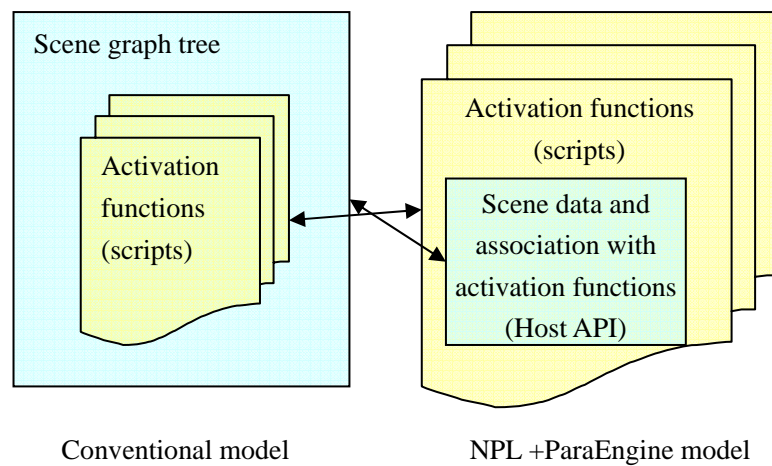 Scene graph tree
Activation
functions
(scripts)
Activation functions
(scripts)
Scene data and
association with
activation functions
(Host API)
Conventional model
NPL +ParaEngine model